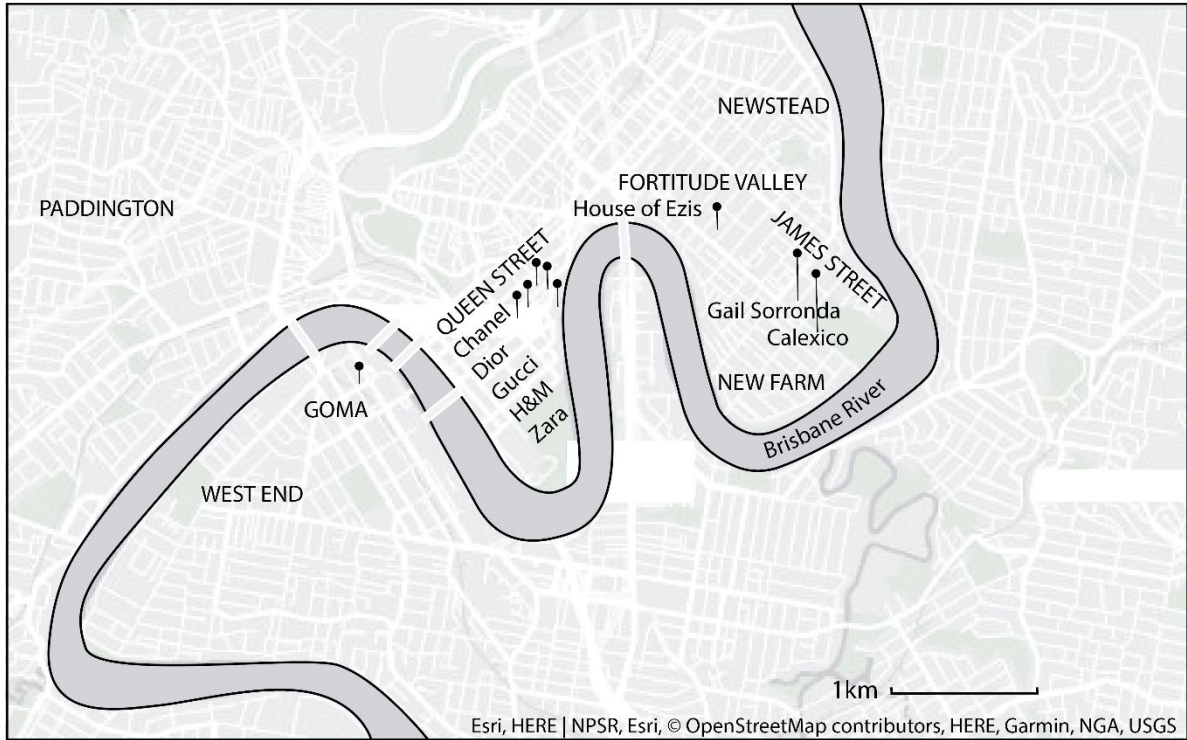 NEWSTEAD
FORTITUDE VALLEY
PADDINGTON
House of Ezis
JAMES STREET
QUEEN STREET
Chanel
Dior
Gucci
H&M
Zara
Gail Sorronda
Calexico
NEW FARM
GOMA
Brisbane River
WEST END
1km
Esri, HERE | NPSR, Esri, © OpenStreetMap contributors, HERE, Garmin, NGA, USGS